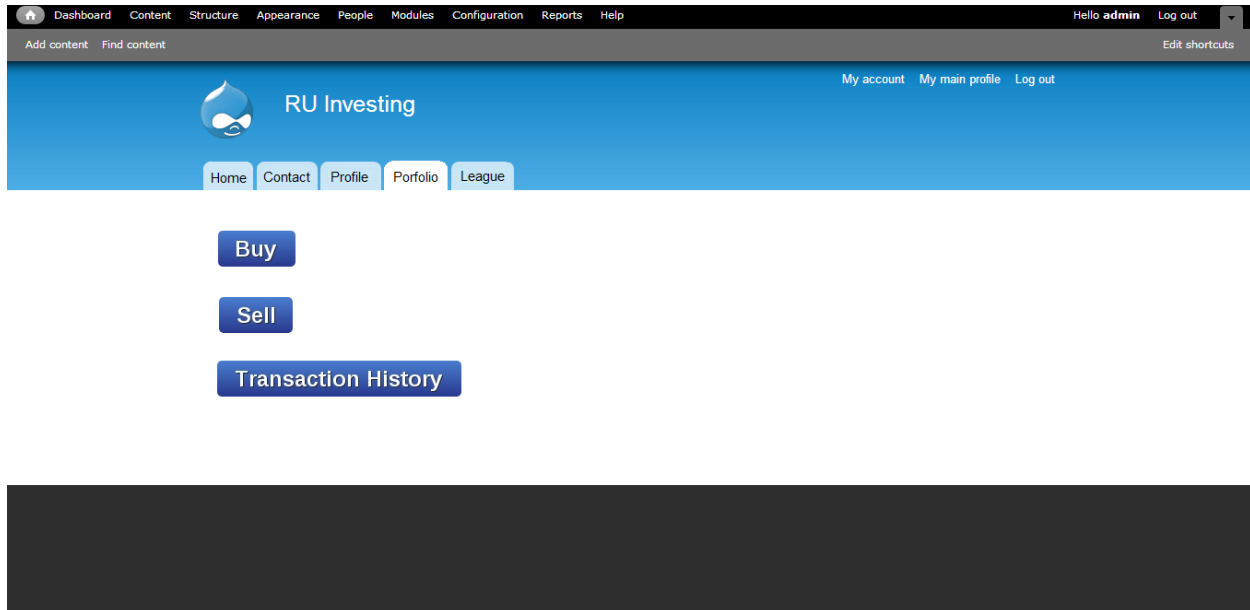 Dashboard Content Structure Appearance People Modules Configuration Reports Help Hello admin Log out
Add content Find content Edit shortcuts
My account My main profile Log out
RU Investing
Home Contact Profile Porfolio League
Buy
Sell
Transaction History